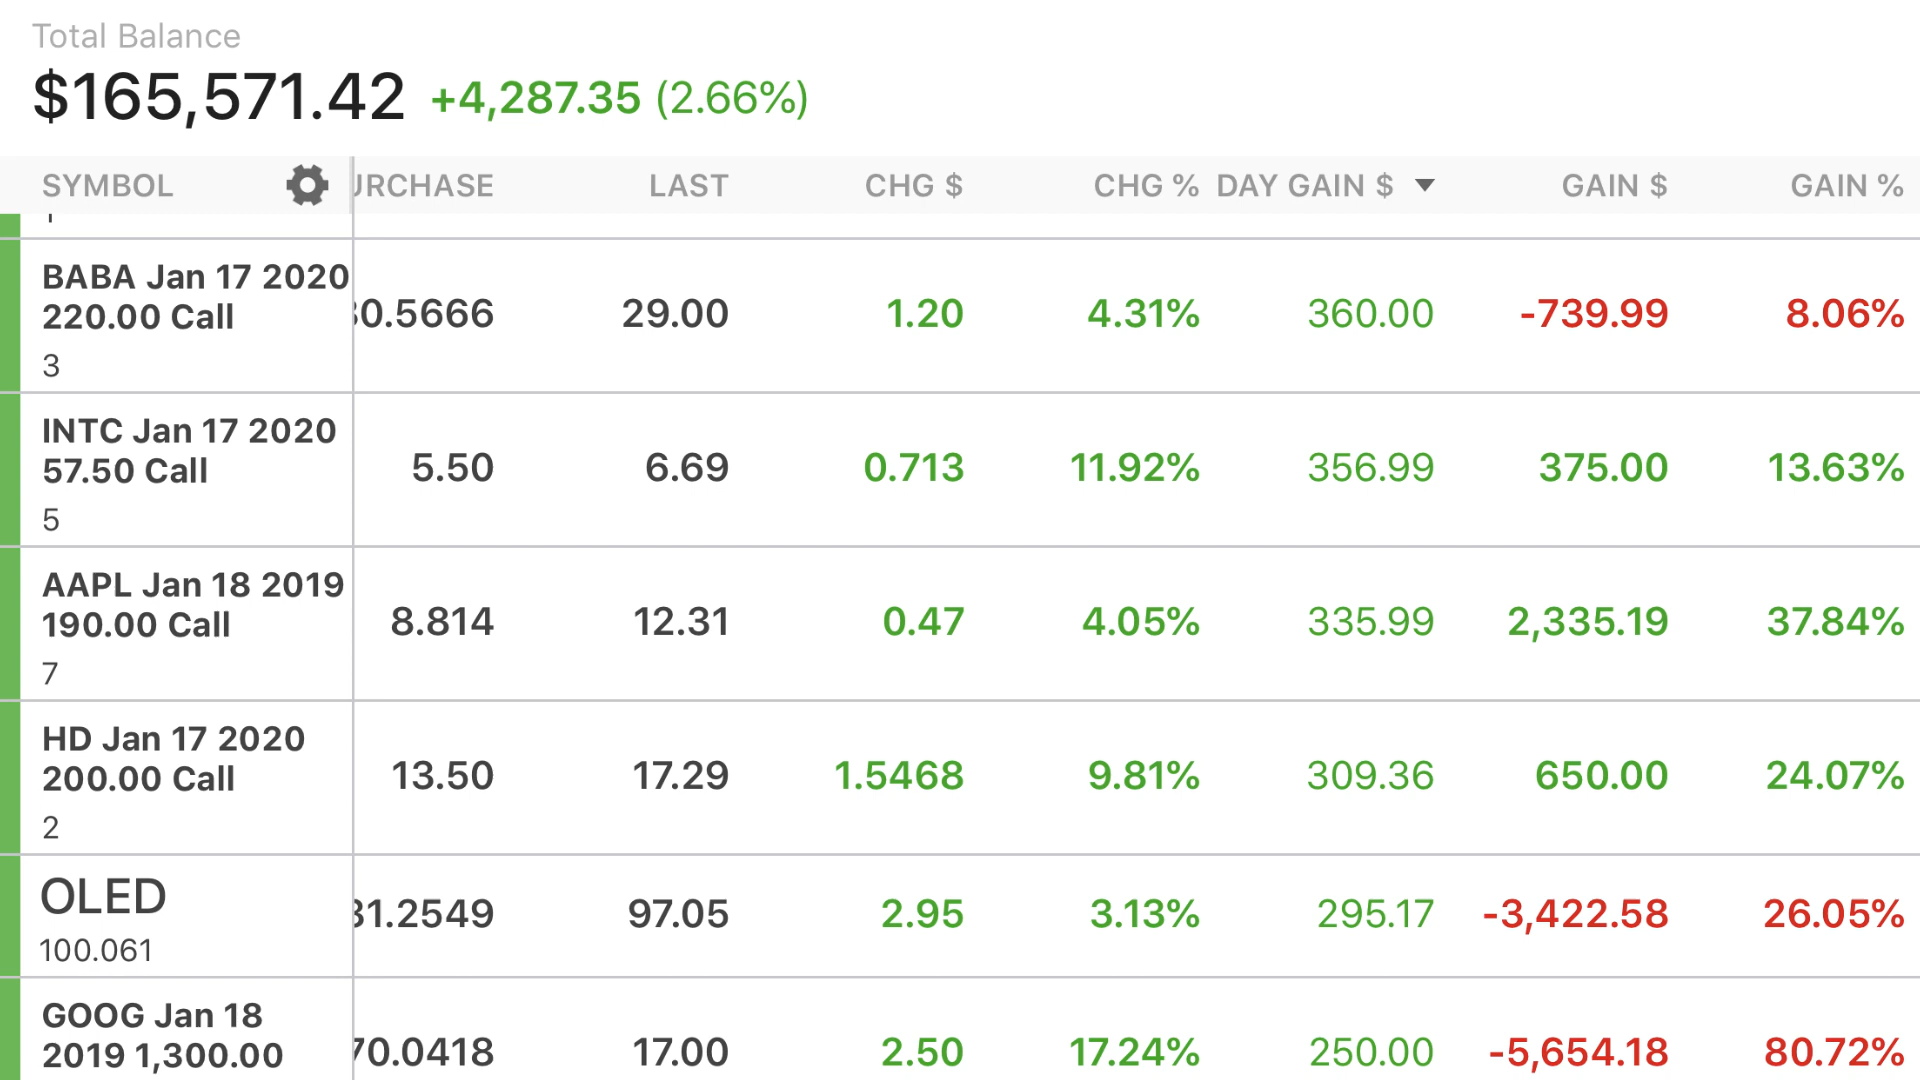 Total Balance
$165,571.42 +4,287.35 (2.66%)
SYMBOL LAST CHG $ CHG % DAY GAIN $ GAIN $ GAIN %
BABA Jan 17 2020
220.00 Call
3
0.5666 29.00 1.20 4.31% 360.00 -739.99 8.06%
INTC Jan 17 2020
57.50 Call
5
5.50 6.69 0.713 11.92% 356.99 375.00 13.63%
AAPL Jan 18 2019
190.00 Call
7
8.814 12.31 0.47 4.05% 335.99 2,335.19 37.84%
HD Jan 17 2020
200.00 Call
2
13.50 17.29 1.5468 9.81% 309.36 650.00 24.07%
OLED
100.061
31.2549 97.05 2.95 3.13% 295.17 -3,422.58 26.05%
GOOG Jan 18
2019 1,300.00
70.0418 17.00 2.50 17.24% 250.00 -5,654.18 80.72%